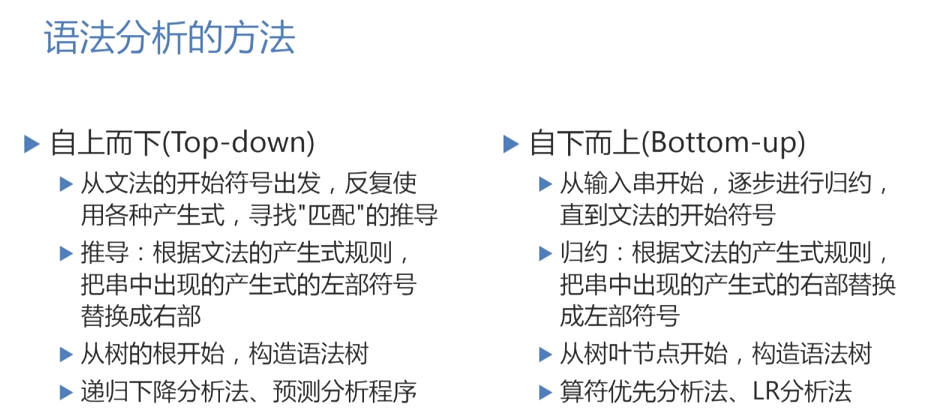 语法分析的方法
自上而下(Top-down)
从文法的开始符号出发，反复使
用各种产生式，寻找"匹配"的推导
推导：根据文法的产生式规则，
把串中出现的产生式的左部符号
替换成右部
从树的根开始，构造语法树
递归下降分析法、预测分析程序
自下而上(Bottom-up)
从输入串开始，逐步进行归约，
直到文法的开始符号
归约：根据文法的产生式规则，
把串中出现的产生式的右部替换
成左部符号
从树叶节点开始，构造语法树
算符优先分析法、LR分析法